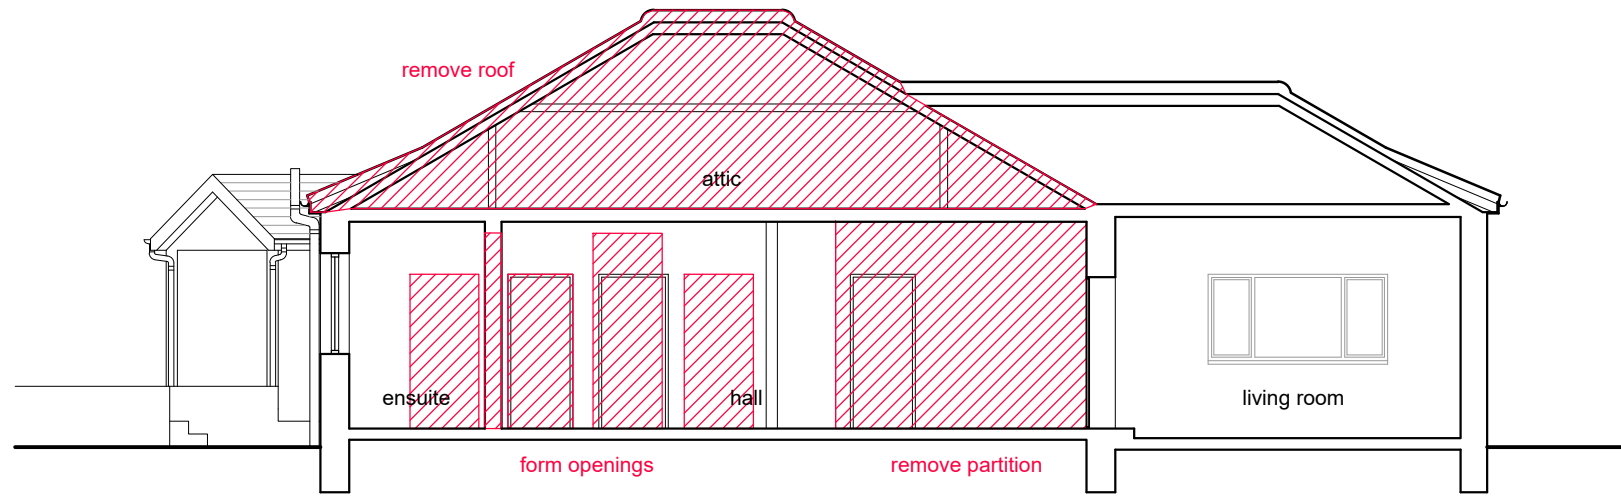 remove roof
attic
ensuite
hall
living room
form openings
remove partition